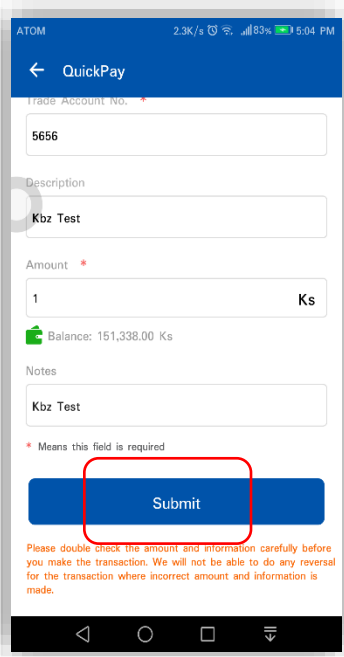 ATOM 2.3K/s 83% 5:04 PM
QuickPay
Trade Account No. *
5656
Description
Kbz Test
Amount *
1 Ks
Balance: 151,338.00 Ks
Notes
Kbz Test
* Means this field is required
Submit
Please double check the amount and information carefully before
you make the transaction. We will not be able to do any reversal
for the transaction where incorrect amount and information is
made.